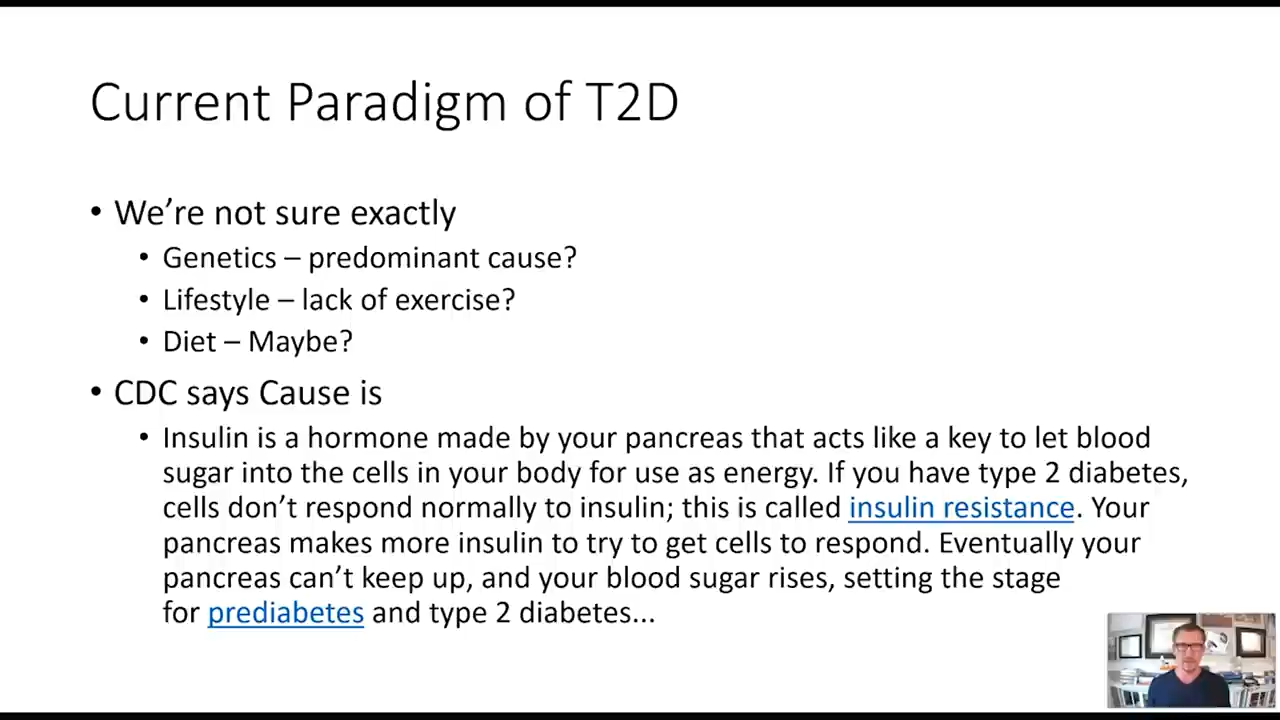 Current Paradigm of T2D
• We’re not sure exactly
• Genetics – predominant cause?
• Lifestyle – lack of exercise?
• Diet – Maybe?
• CDC says Cause is
• Insulin is a hormone made by your pancreas that acts like a key to let blood
sugar into the cells in your body for use as energy. If you have type 2 diabetes,
cells don’t respond normally to insulin; this is called insulin resistance. Your
pancreas makes more insulin to try to get cells to respond. Eventually your
pancreas can’t keep up, and your blood sugar rises, setting the stage
for prediabetes and type 2 diabetes...